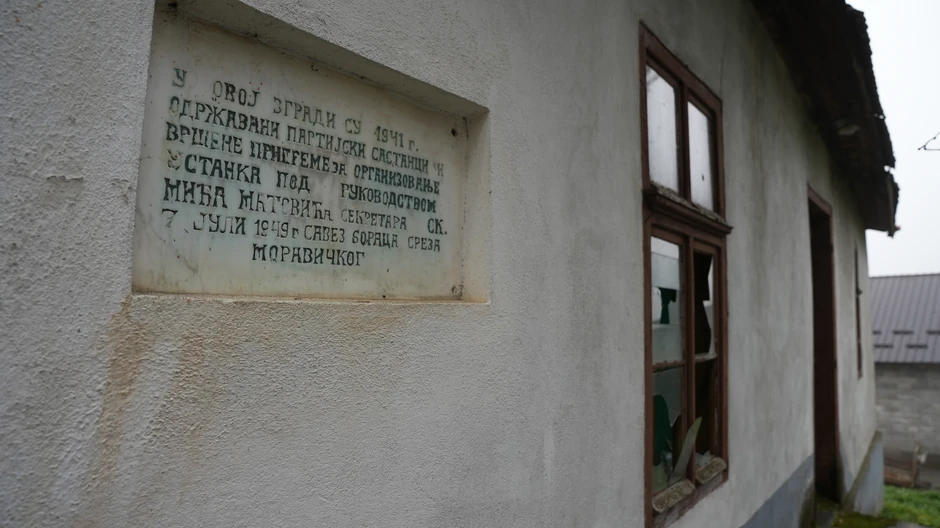 У ОВОЈ ЗГРАДИ СУ 1941 г.
ОДРЖАВАНИ ПАРТИЈСКИ САСТАНЦИ И
ВРШЕНЕ ПРИПРЕМЕ ЗА ОРГАНИЗОВАЊЕ
УСТАНКА ПОД РУКОВОДСТВОМ
МИЋА МАТОВИЋА СЕКРЕТАРА СК.
7 ЈУЛИ 1949 г САВЕЗ БОРАЦА СРЕЗА
МОРАВИЧКОГ